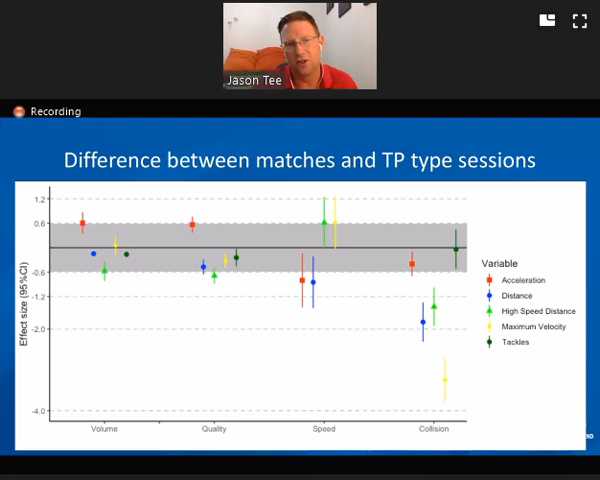 Jason Tee
Recording
Difference between matches and TP type sessions
1.2
0.6
-0.6
-1.2
-2.0
-4.0
Effect size (95%CI)
Volume
Quality
Speed
Collision
Variable
Acceleration
Distance
High Speed Distance
Maximum Velocity
Tackles